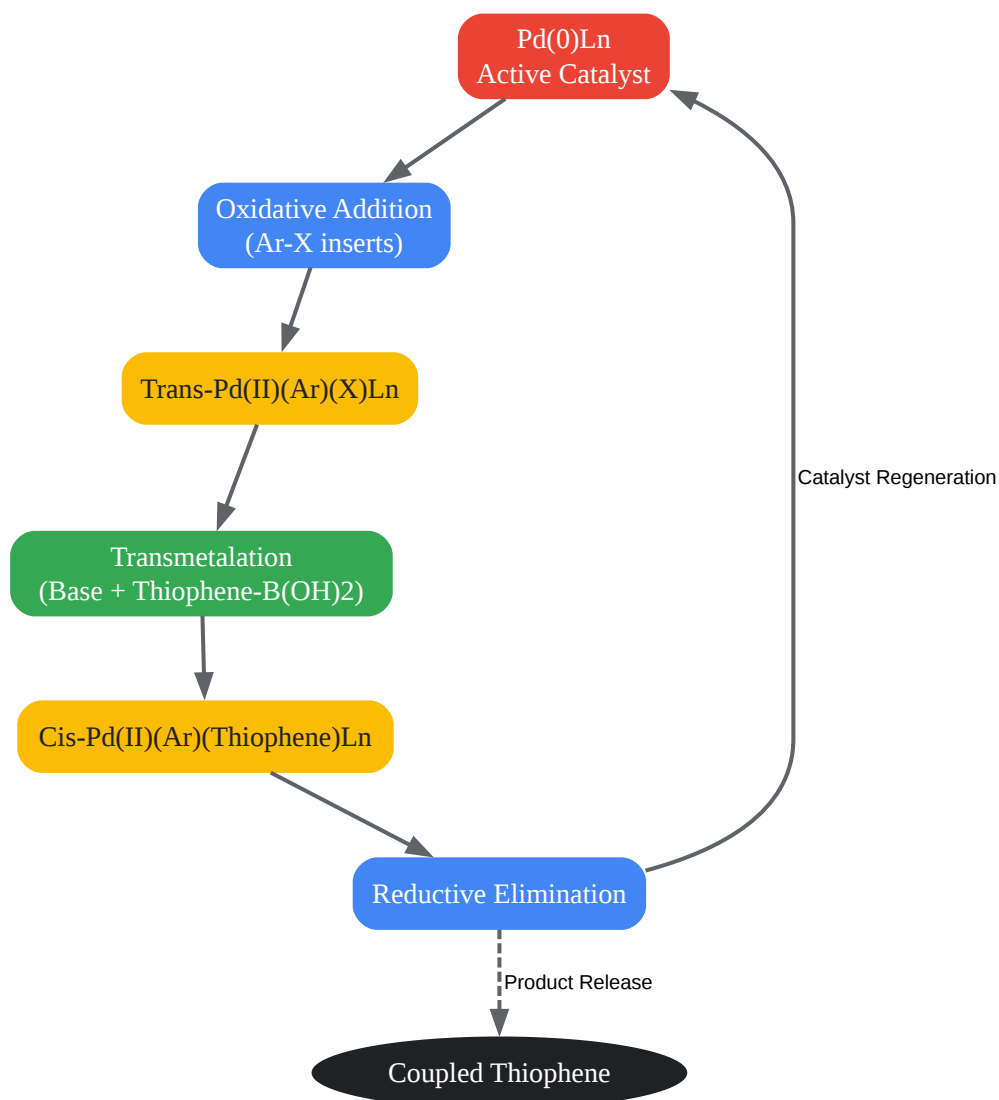 Pd(0)Ln
Active Catalyst
Oxidative Addition
(Ar-X inserts)
Trans-Pd(II)(Ar)(X)Ln
Catalyst Regeneration
Transmetalation
(Base + Thiophene-B(OH)2)
Cis-Pd(II)(Ar)(Thiophene)Ln
Reductive Elimination
Product Release
Coupled Thiophene